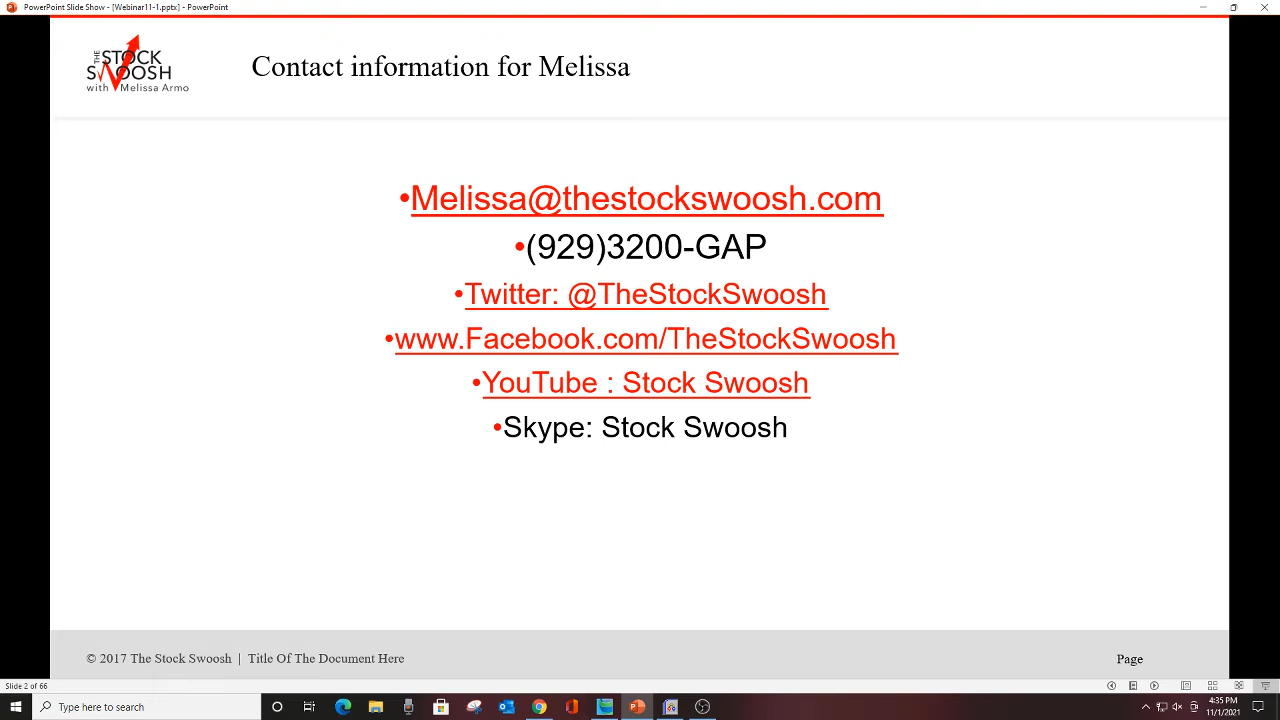 PowerPoint Slide Show - [Webinar11-1.pptx] - PowerPoint
THE STOCK
SWOOSH
with Melissa Armo
Contact information for Melissa
•Melissa@thestockswoosh.com
•(929)3200-GAP
•Twitter: @TheStockSwoosh
•www.Facebook.com/TheStockSwoosh
•YouTube : Stock Swoosh
•Skype: Stock Swoosh
© 2017 The Stock Swoosh | Title Of The Document Here
Page
Slide 2 of 66
Type here to search
4:35 PM
11/1/2021